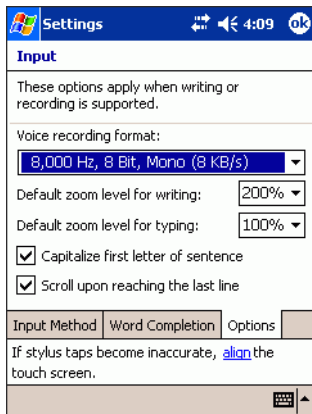 Settings 4:09 ok
Input
These options apply when writing or
recording is supported.
Voice recording format:
8,000 Hz, 8 Bit, Mono (8 KB/s)
Default zoom level for writing: 200%
Default zoom level for typing: 100%
Capitalize first letter of sentence
Scroll upon reaching the last line
Input Method Word Completion Options
If stylus taps become inaccurate, align the
touch screen.